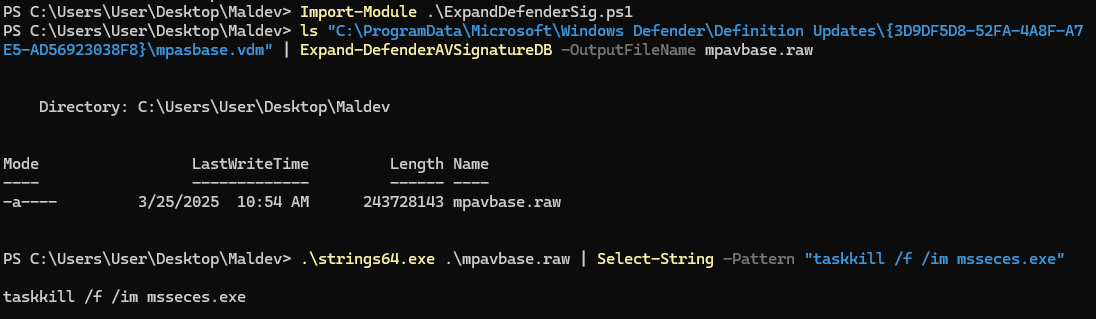 PS C:\Users\User\Desktop\Maldev> Import-Module .\ExpandDefenderSig.ps1
PS C:\Users\User\Desktop\Maldev> ls "C:\ProgramData\Microsoft\Windows Defender\Definition Updates\{3D9DF5D8-52FA-4A8F-A7
E5-AD56923038F8}\mpasbase.vdm" | Expand-DefenderAVSignatureDB -OutputFileName mpavbase.raw
Directory: C:\Users\User\Desktop\Maldev
Mode LastWriteTime Length Name
---- ------------- ------ ----
-a---- 3/25/2025 10:54 AM 243728143 mpavbase.raw
PS C:\Users\User\Desktop\Maldev> .\strings64.exe .\mpavbase.raw | Select-String -Pattern "taskkill /f /im msseces.exe"
taskkill /f /im msseces.exe